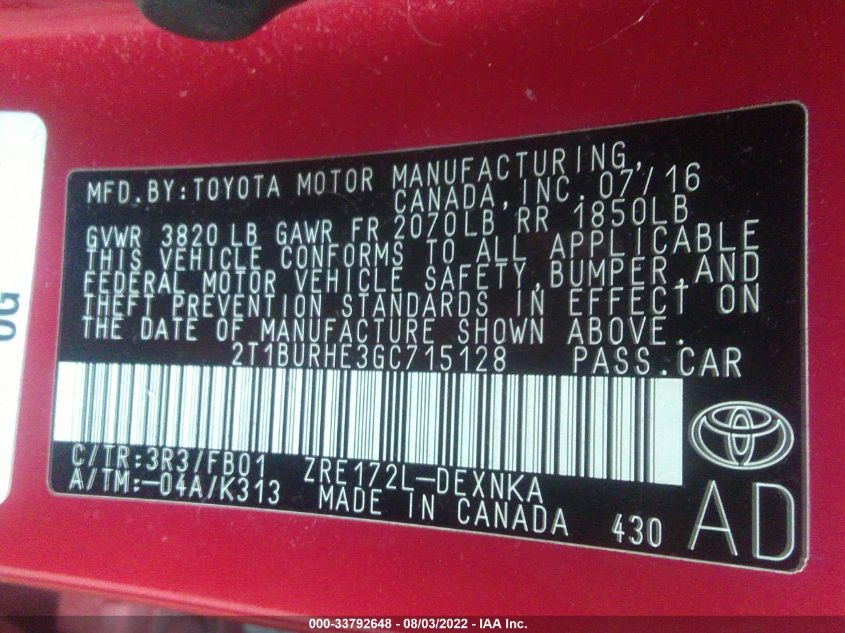 MFD.BY:TOYOTA MOTOR MANUFACTURING,
CANADA,INC.07/16
GVWR 3820 LB GAWR FR 2070LB RR 1850LB
THIS VEHICLE CONFORMS TO ALL APPLICABLE
FEDERAL MOTOR VEHICLE SAFETY,BUMPER,AND
THEFT PREVENTION STANDARDS IN EFFECT ON
THE DATE OF MANUFACTURE SHOWN ABOVE.
2T1BURHE3GC715128 PASS.CAR
C/TR:3R3/FB01 ZRE172L-DEXNKA
A/TM:-04A/K313 MADE IN CANADA 430 AD
000-33792648 - 08/03/2022 - IAA Inc.